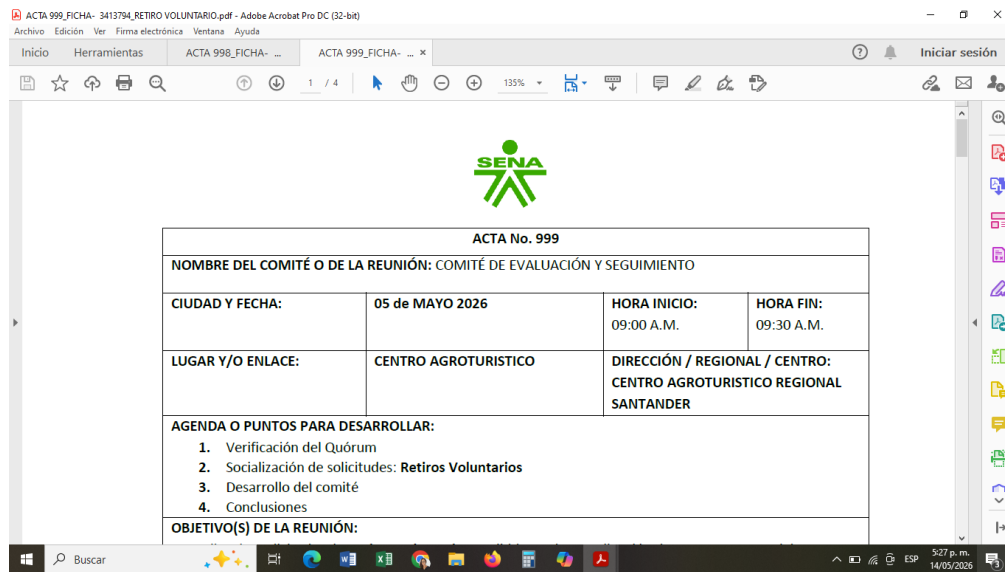 ACTA 999_FICHA- 3413794_RETIRO VOLUNTARIO.pdf - Adobe Acrobat Pro DC (32-bit)
Archivo Edición Ver Firma electrónica Ventana Ayuda
Inicio Herramientas ACTA 998_FICHA- ... ACTA 999_FICHA- ... × Iniciar sesión
1 / 4 135%
SENA
ACTA No. 999
NOMBRE DEL COMITÉ O DE LA REUNIÓN: COMITÉ DE EVALUACIÓN Y SEGUIMIENTO
CIUDAD Y FECHA: 05 de MAYO 2026 HORA INICIO: HORA FIN:
09:00 A.M. 09:30 A.M.
LUGAR Y/O ENLACE: CENTRO AGROTURISTICO DIRECCIÓN / REGIONAL / CENTRO:
CENTRO AGROTURISTICO REGIONAL
SANTANDER
AGENDA O PUNTOS PARA DESARROLLAR:
1. Verificación del Quórum
2. Socialización de solicitudes: Retiros Voluntarios
3. Desarrollo del comité
4. Conclusiones
OBJETIVO(S) DE LA REUNIÓN:
Buscar ESP 5:27 p. m.
14/05/2026